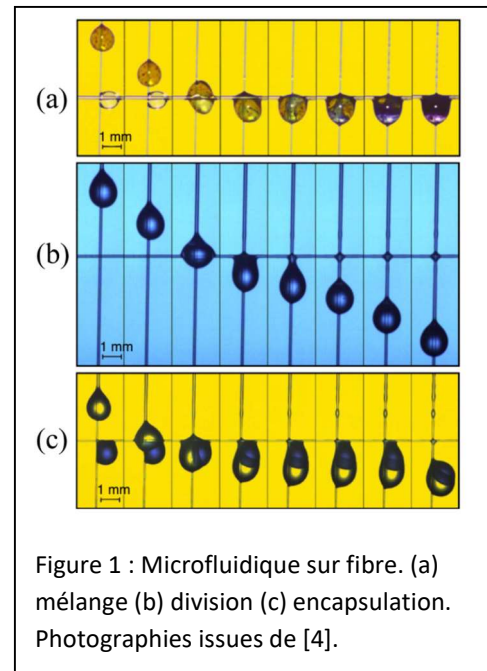 (a)
1 mm
(b)
1 mm
(c)
1 mm
Figure 1 : Microfluidique sur fibre. (a)
mélange (b) division (c) encapsulation.
Photographies issues de [4].